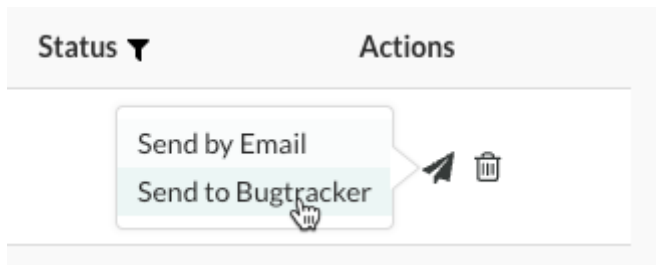 Status Actions
Send by Email
Send to Bugtracker